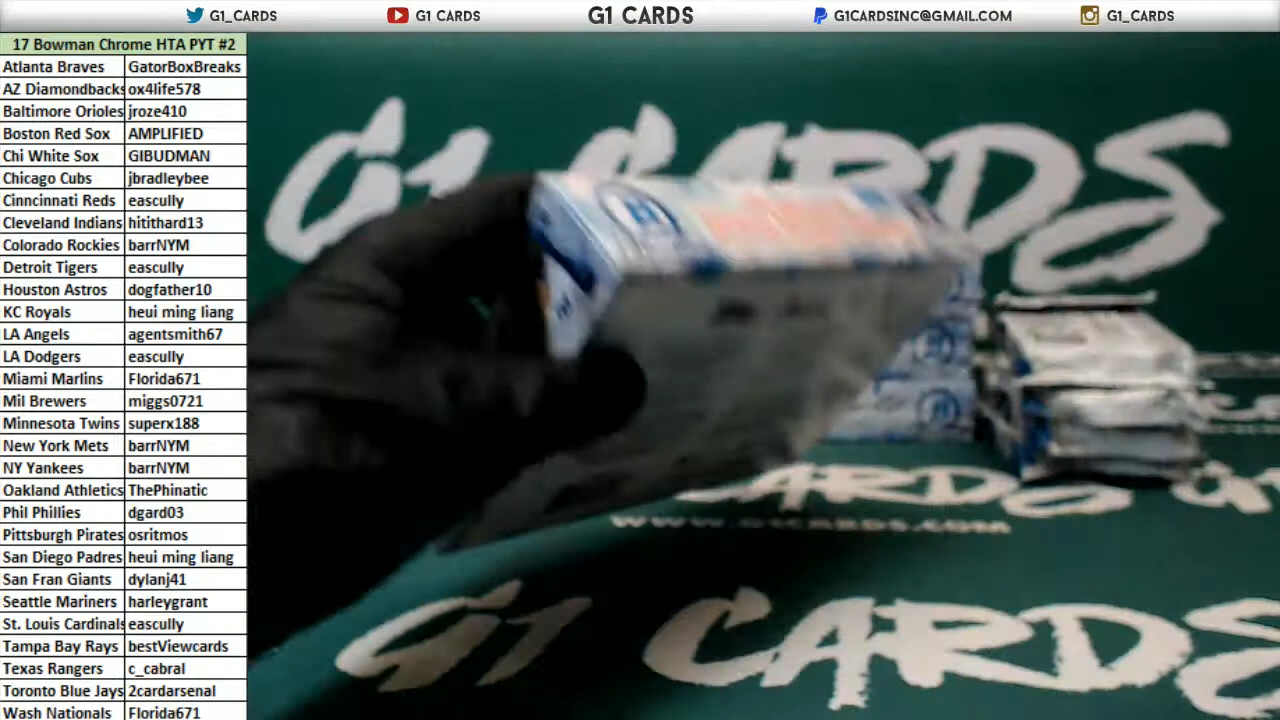 G1_CARDS G1 CARDS G1 CARDS G1CARDSINC@GMAIL.COM G1_CARDS
17 Bowman Chrome HTA PYT #2
Atlanta Braves GatorBoxBreaks
AZ Diamondbacks ox4life578
Baltimore Orioles jroze410
Boston Red Sox AMPLIFIED
Chi White Sox GIBUDMAN
Chicago Cubs jbradleybee
Cinncinnati Reds eascully
Cleveland Indians hitithard13
Colorado Rockies barrNYM
Detroit Tigers eascully
Houston Astros dogfather10
KC Royals heui ming liang
LA Angels agentsmith67
LA Dodgers eascully
Miami Marlins Florida671
Mil Brewers miggs0721
Minnesota Twins superx188
New York Mets barrNYM
NY Yankees barrNYM
Oakland Athletics ThePhinatic
Phil Phillies dgard03
Pittsburgh Pirates osritmos
San Diego Padres heui ming liang
San Fran Giants dylanj41
Seattle Mariners harleygrant
St. Louis Cardinals eascully
Tampa Bay Rays bestViewcards
Texas Rangers c_cabral
Toronto Blue Jays 2cardarsenal
Wash Nationals Florida671
G1 CARDS
CARDS G1
WWW.G1CARDS.COM
G1 CARDS